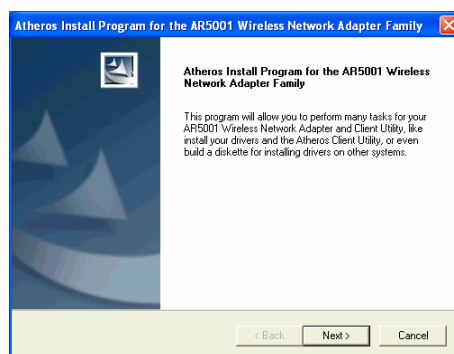 Atheros Install Program for the AR5001 Wireless Network Adapter Family
Atheros Install Program for the AR5001 Wireless
Network Adapter Family
This program will allow you to perform many tasks for your
AR5001 Wireless Network Adapter and Client Utility, like
install your drivers and the Atheros Client Utility, or even
build a diskette for installing drivers on other systems.
< Back Next > Cancel